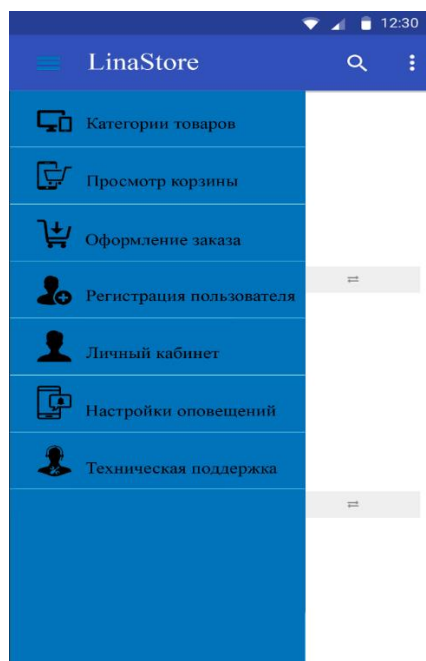 12:30
LinaStore
Категории товаров
Просмотр корзины
Оформление заказа
Регистрация пользователя
Личный кабинет
Настройки оповещений
Техническая поддержка